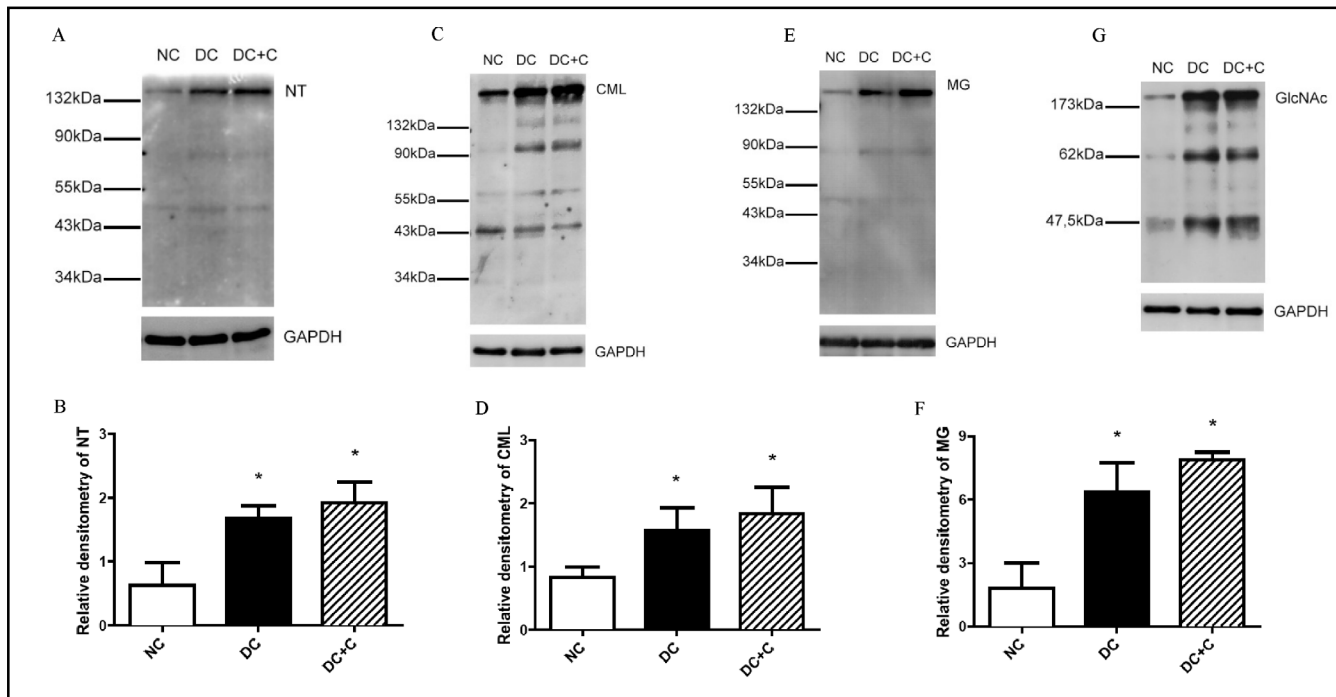 A
NC DC DC+C
NT
132kDa
90kDa
55kDa
43kDa
34kDa
GAPDH
C
NC DC DC+C
CML
132kDa
90kDa
55kDa
43kDa
34kDa
GAPDH
E
NC DC DC+C
MG
132kDa
90kDa
55kDa
43kDa
34kDa
GAPDH
G
NC DC DC+C
GlcNAc
173kDa
62kDa
47,5kDa
GAPDH
B
Relative densitometry of NT
3
2
1
0
* *
NC DC DC+C
D
Relative densitometry of CML
3
2
1
0
* *
NC DC DC+C
F
Relative densitometry of MG
9
6
3
0
* *
NC DC DC+C